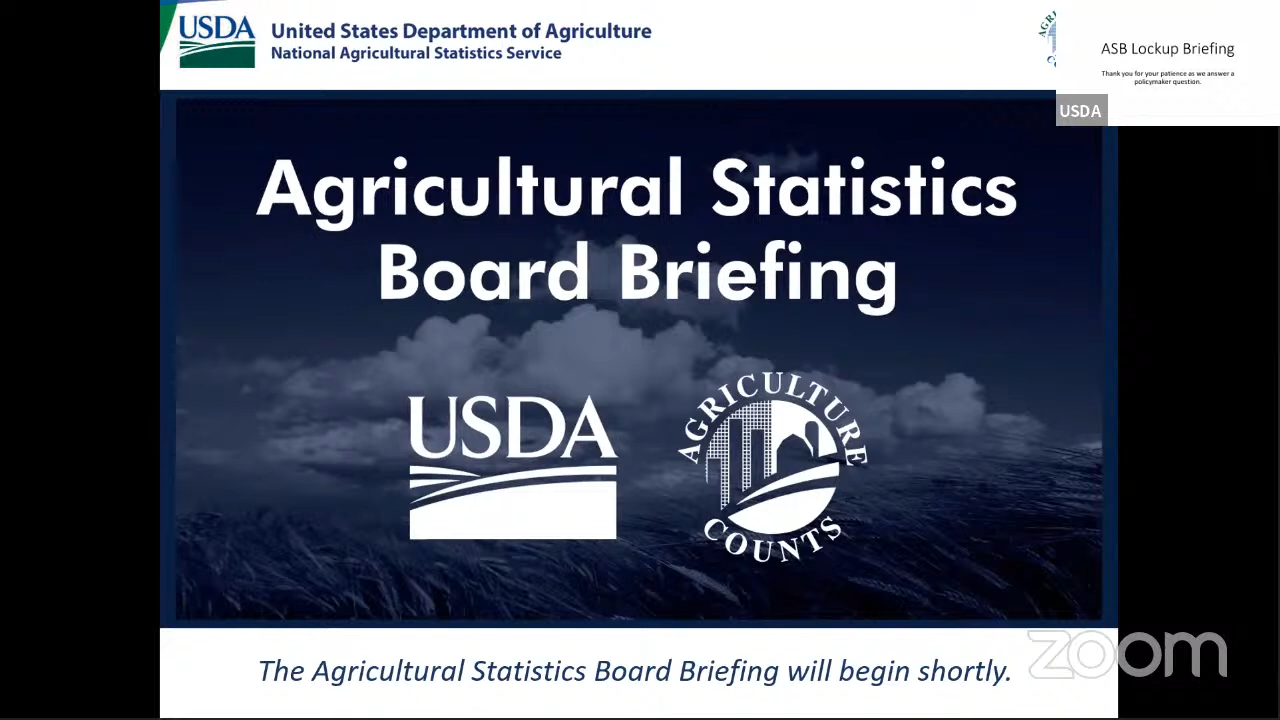 USDA
United States Department of Agriculture
National Agricultural Statistics Service
ASB Lockup Briefing
Thank you for your patience as we answer a
policymaker question.
USDA
Agricultural Statistics
Board Briefing
USDA
AGRICULTURE
COUNTS
The Agricultural Statistics Board Briefing will begin shortly.
zoom